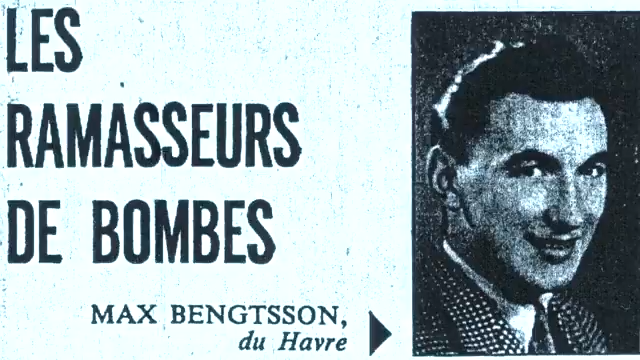 LES
RAMASSEURS
DE BOMBES
MAX BENGTSSON,
du Havre